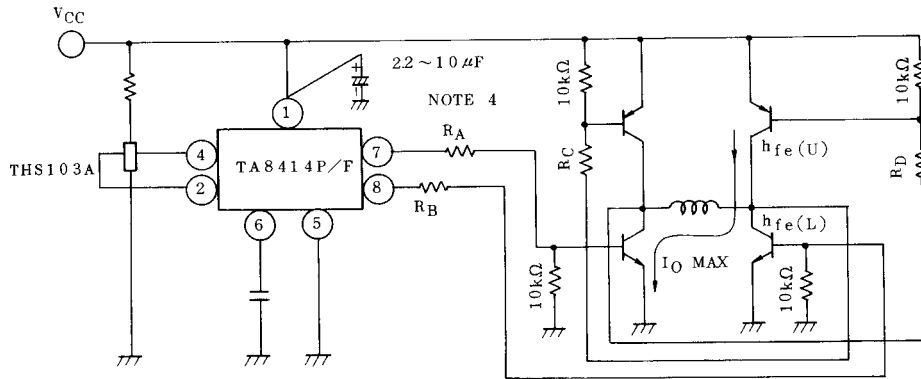 VCC
2.2~10μF
NOTE 4
1
10kΩ
10kΩ
RA
RC
hfe(U)
RD
THS103A
4
2
TA8414P/F
7
8
RB
6
5
hfe(L)
IO MAX
10kΩ
10kΩ